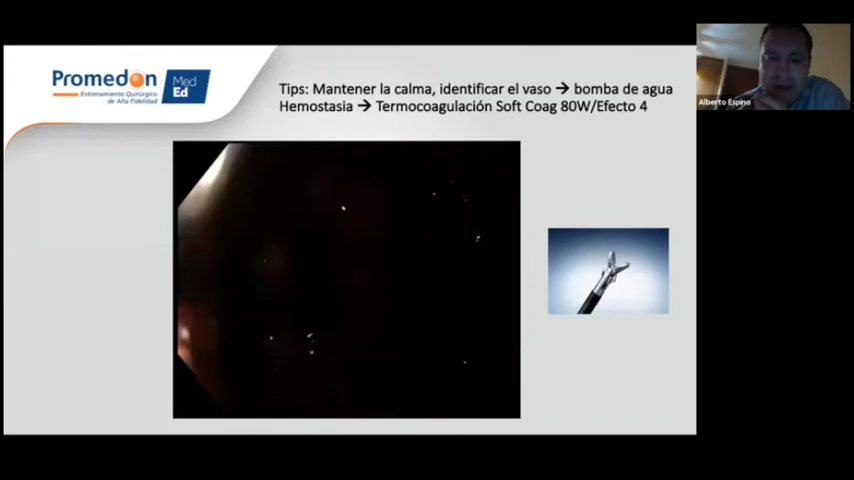 Promedon
Entrenamiento Quirúrgico
de Alta Fidelidad
Med
Ed
Tips: Mantener la calma, identificar el vaso → bomba de agua
Hemostasia → Termocoagulación Soft Coag 80W/Efecto 4
Alberto Espino